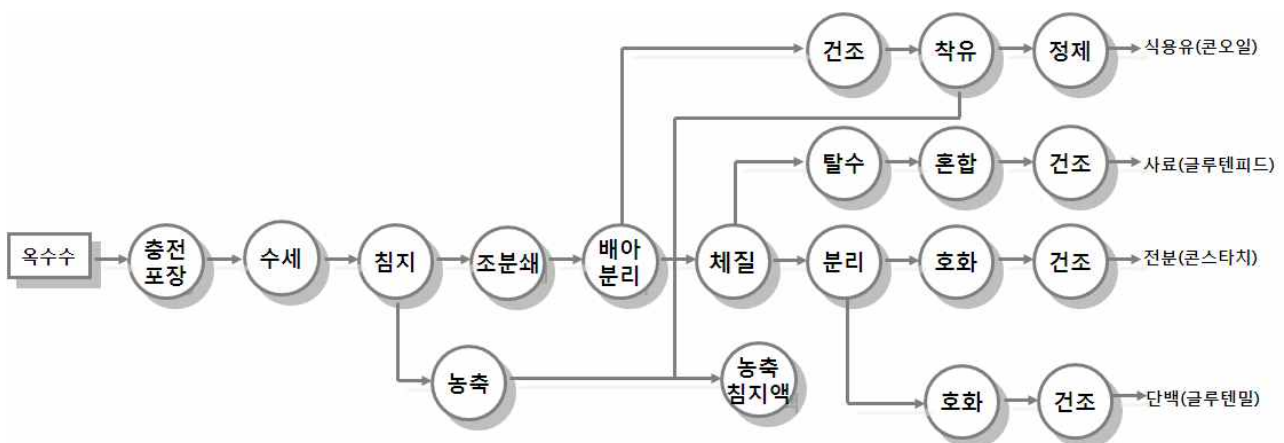 건조
착유
정제
식용유(콘오일)
탈수
혼합
건조
사료(글루텐피드)
옥수수
충전
포장
수세
침지
조분쇄
배아
분리
체질
분리
호화
건조
전분(콘스타치)
농축
농축
침지액
호화
건조
단백(글루텐밀)